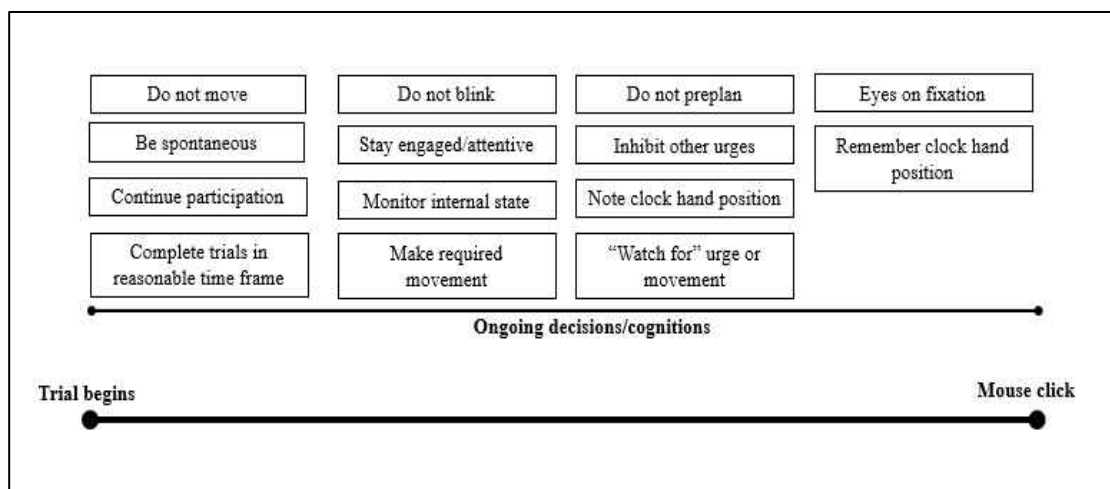 Do not move
Do not blink
Do not preplan
Eyes on fixation
Be spontaneous
Stay engaged/attentive
Inhibit other urges
Remember clock hand
position
Continue participation
Monitor internal state
Note clock hand position
Complete trials in
reasonable time frame
Make required
movement
“Watch for” urge or
movement
Ongoing decisions/cognitions
Trial begins
Mouse click